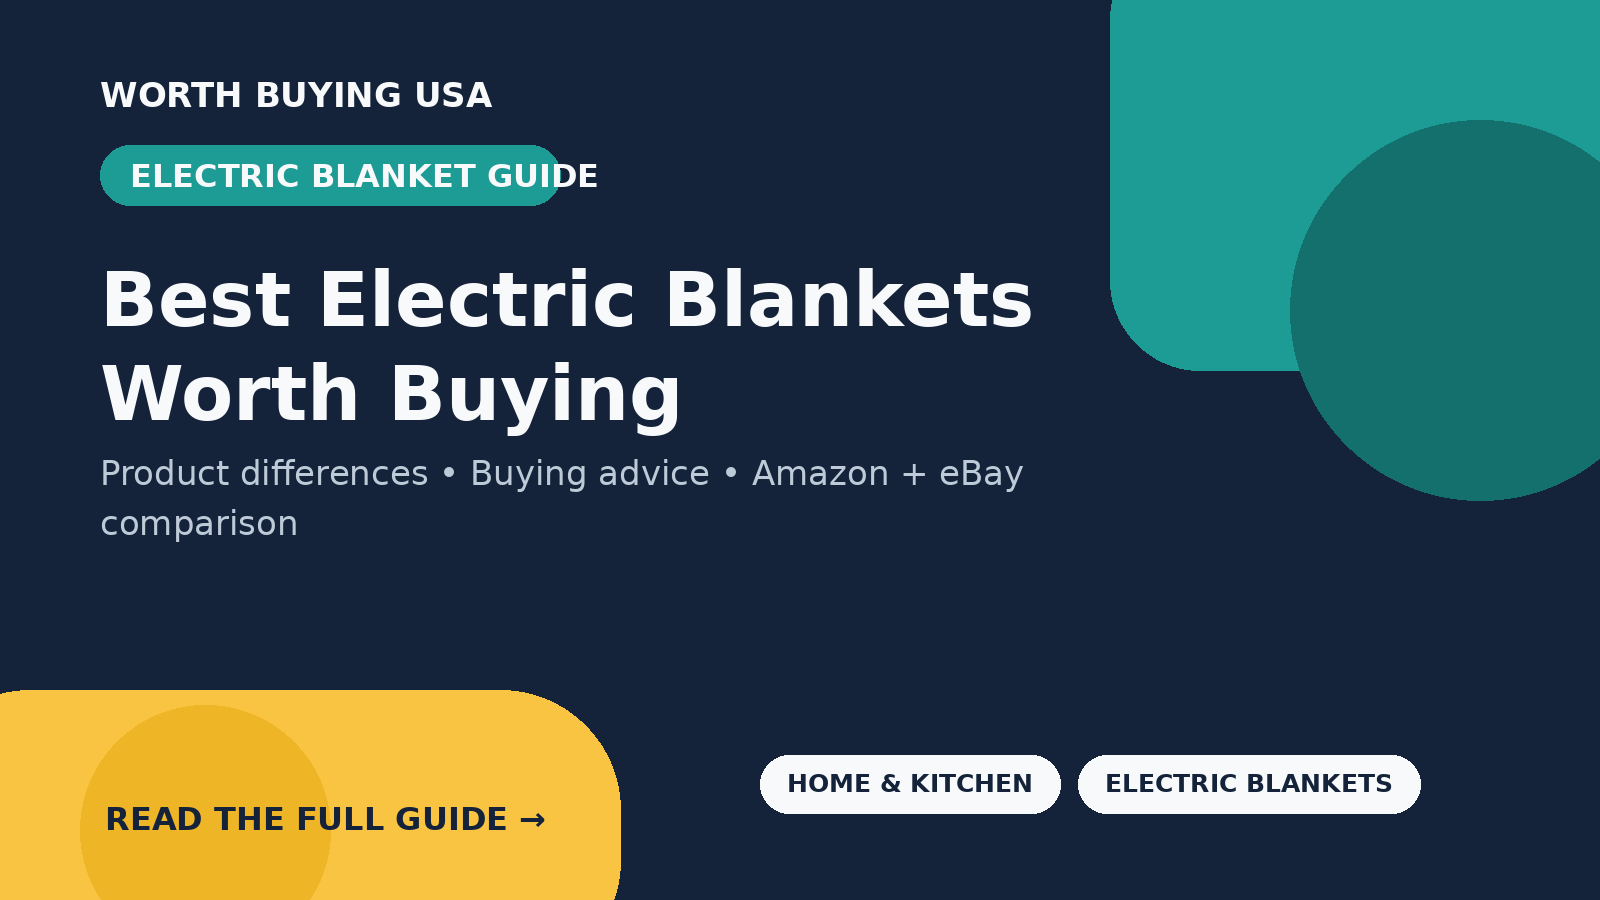 WORTH BUYING USA
ELECTRIC BLANKET GUIDE
Best Electric Blankets
Worth Buying
Product differences • Buying advice • Amazon + eBay
comparison
READ THE FULL GUIDE →
HOME & KITCHEN
ELECTRIC BLANKETS